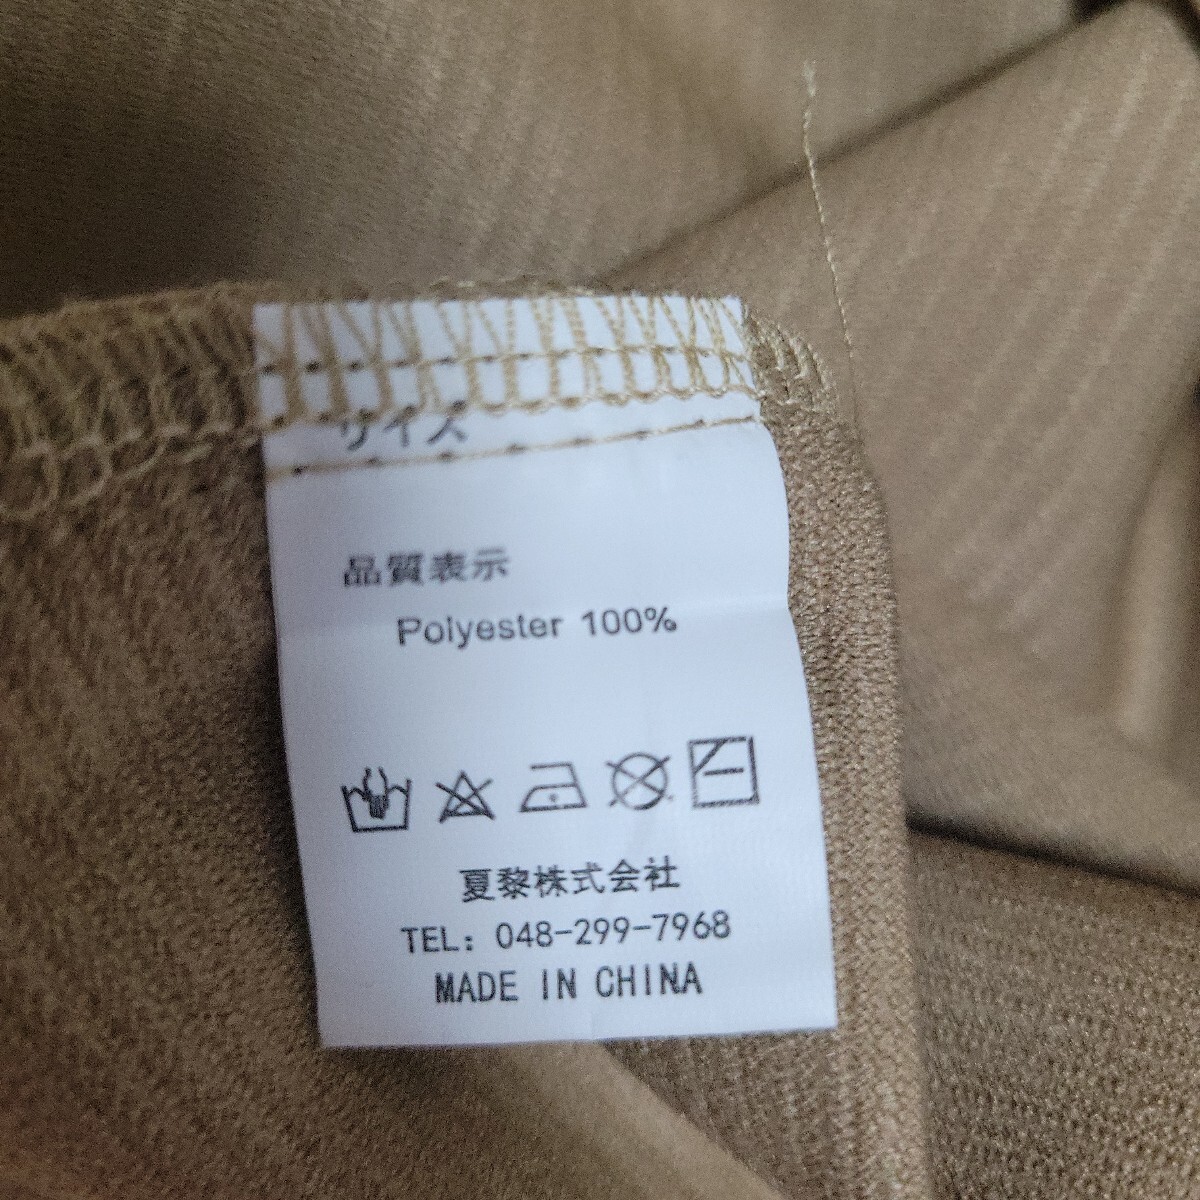 サイズ
品質表示
Polyester 100%
夏黎株式会社
TEL: 048-299-7968
MADE IN CHINA